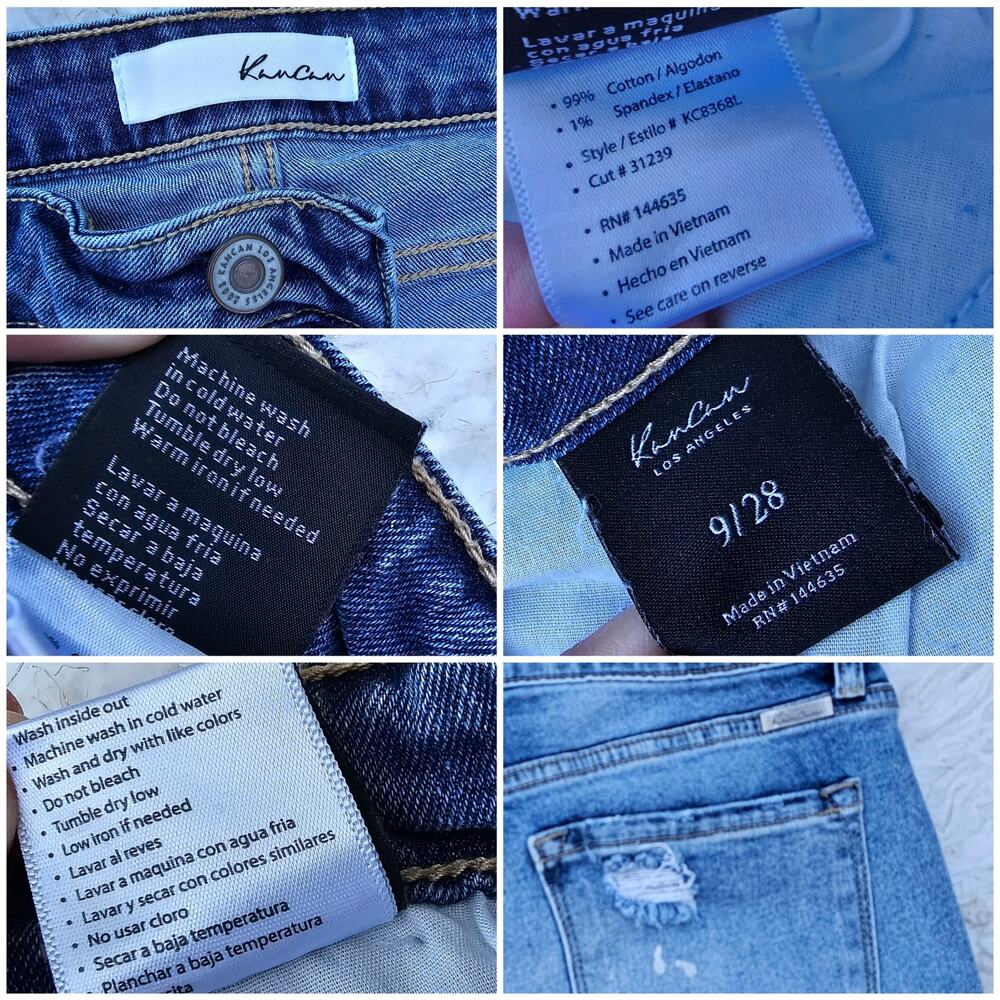 KanCan
KANCAN LOS ANGELES
Lavar a maquina
con agua fria
Seca a baja
• 99% Cotton / Algodon
• 1% Spandex / Elastano
• Style / Estilo # KC8368L
• Cut # 31239
• RN# 144635
• Made in Vietnam
• Hecho en Vietnam
• See care on reverse
Machine wash
in cold water
Do not bleach
Tumble dry low
Warm iron if needed
Lavar a maquina
con agua fria
Secar a baja
temperatura
No exprimir
KanCan
LOS ANGELES
9/28
Made in Vietnam
RN# 144635
Wash inside out
• Machine wash in cold water
• Wash and dry with like colors
• Do not bleach
• Tumble dry low
• Low iron if needed
• Lavar al reves
• Lavar a maquina con agua fria
• Lavar y secar con colores similares
• No usar cloro
• Secar a baja temperatura
• Planchar a baja temperatura